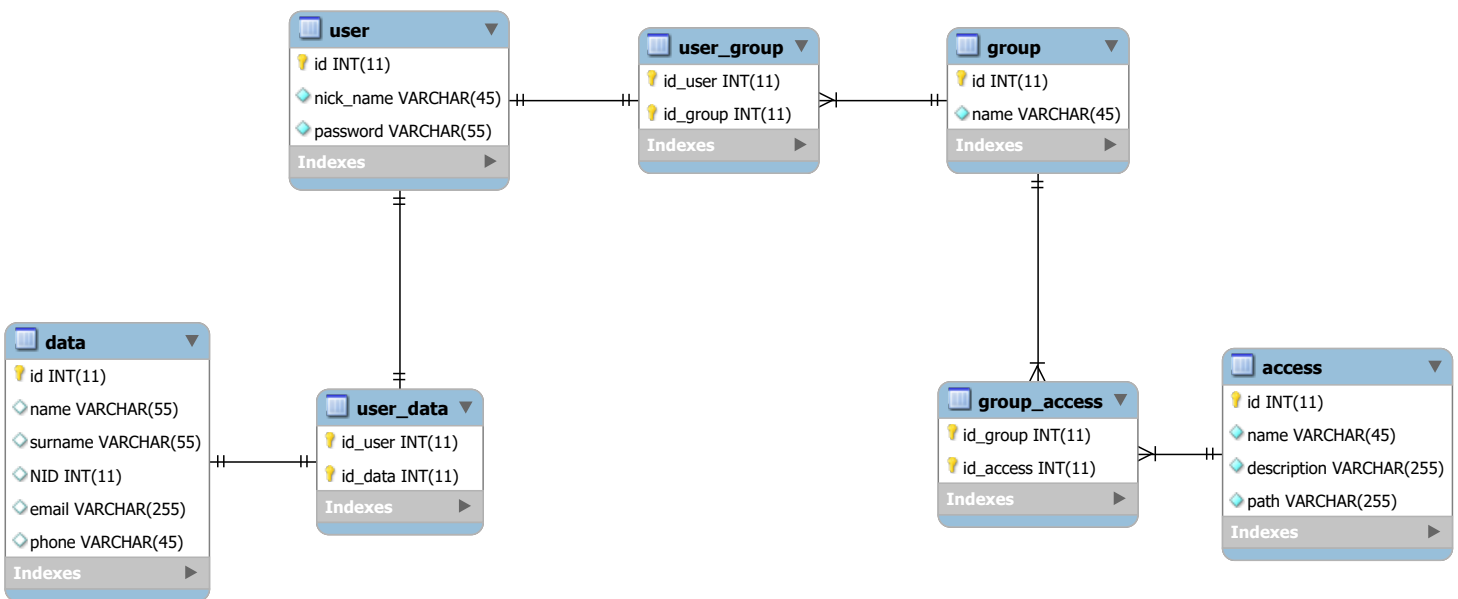 user
id INT(11)
nick_name VARCHAR(45)
password VARCHAR(55)
Indexes
user_group
id_user INT(11)
id_group INT(11)
Indexes
group
id INT(11)
name VARCHAR(45)
Indexes
data
id INT(11)
name VARCHAR(55)
surname VARCHAR(55)
NID INT(11)
email VARCHAR(255)
phone VARCHAR(45)
Indexes
user_data
id_user INT(11)
id_data INT(11)
Indexes
group_access
id_group INT(11)
id_access INT(11)
Indexes
access
id INT(11)
name VARCHAR(45)
description VARCHAR(255)
path VARCHAR(255)
Indexes